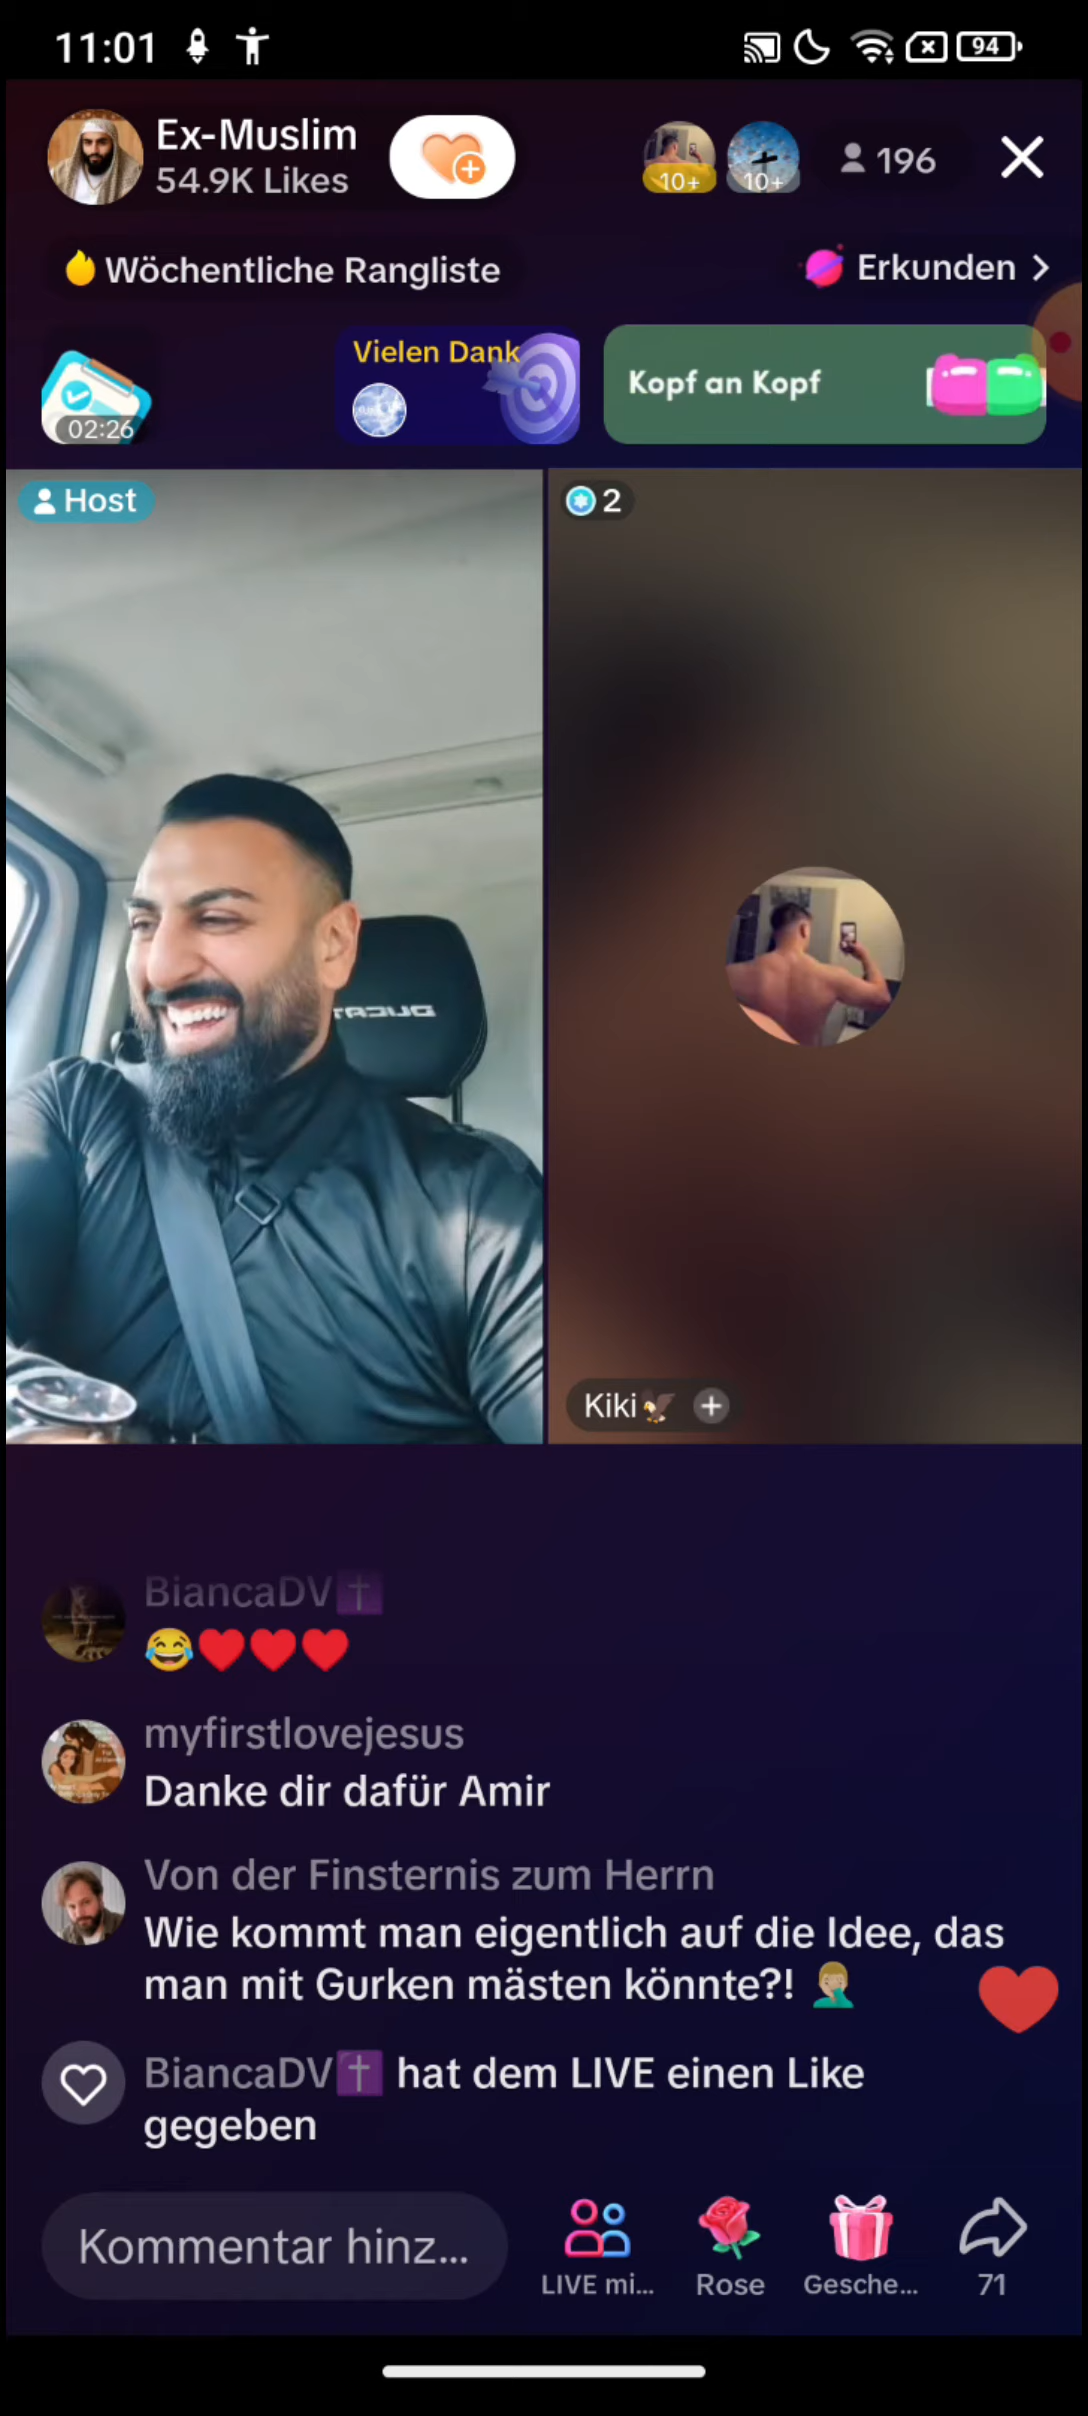 11:01
94
Ex-Muslim
54.9K Likes
10+
10+
196
Wöchentliche Rangliste
Erkunden >
02:26
Vielen Dank
Kopf an Kopf
Host
2
Kiki🦅 +
BiancaDV✝️
😂❤️❤️❤️
myfirstlovejesus
Danke dir dafür Amir
Von der Finsternis zum Herrn
Wie kommt man eigentlich auf die Idee, das
man mit Gurken mästen könnte?! 🤦🏼‍♂️
BiancaDV✝️ hat dem LIVE einen Like
gegeben
Kommentar hinz...
LIVE mi...
Rose
Gesche...
71